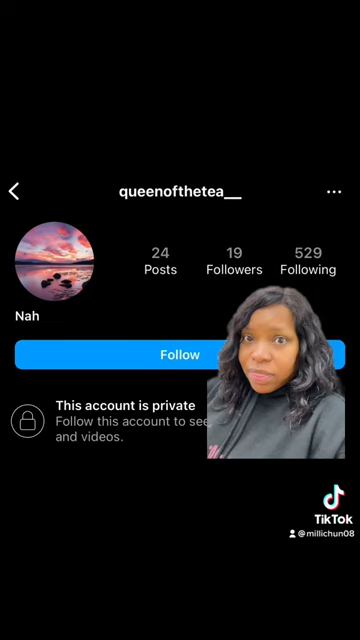 queenofthetea__
24
19
529
Posts
Followers
Following
Nah
Follow
This account is private
Follow this account to see
and videos.
TikTok
@millichun08